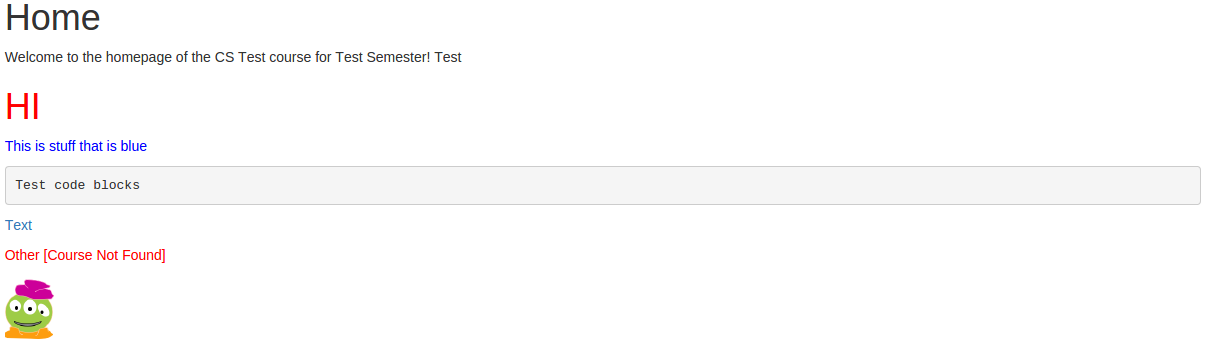 Home
Welcome to the homepage of the CS Test course for Test Semester! Test
HI
This is stuff that is blue
Test code blocks
Text
Other [Course Not Found]